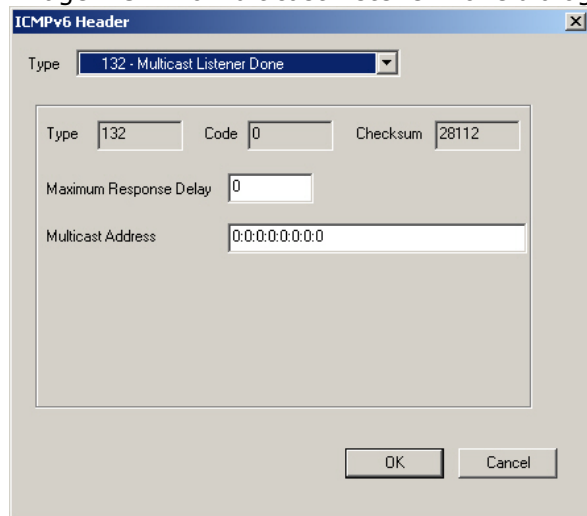 ICMPv6 Header
Type 132 - Multicast Listener Done
Type 132 Code 0 Checksum 28112
Maximum Response Delay 0
Multicast Address 0:0:0:0:0:0:0:0
OK Cancel